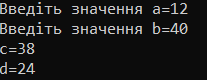 Введіть значення a=12
Введіть значення b=40
c=38
d=24